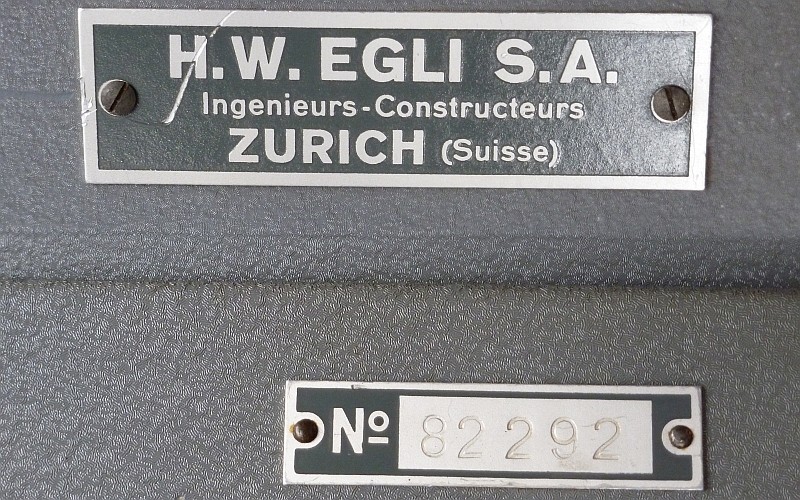 H.W. EGLI S.A.
Ingenieurs-Constructeurs
ZURICH (Suisse)
Nº 82292